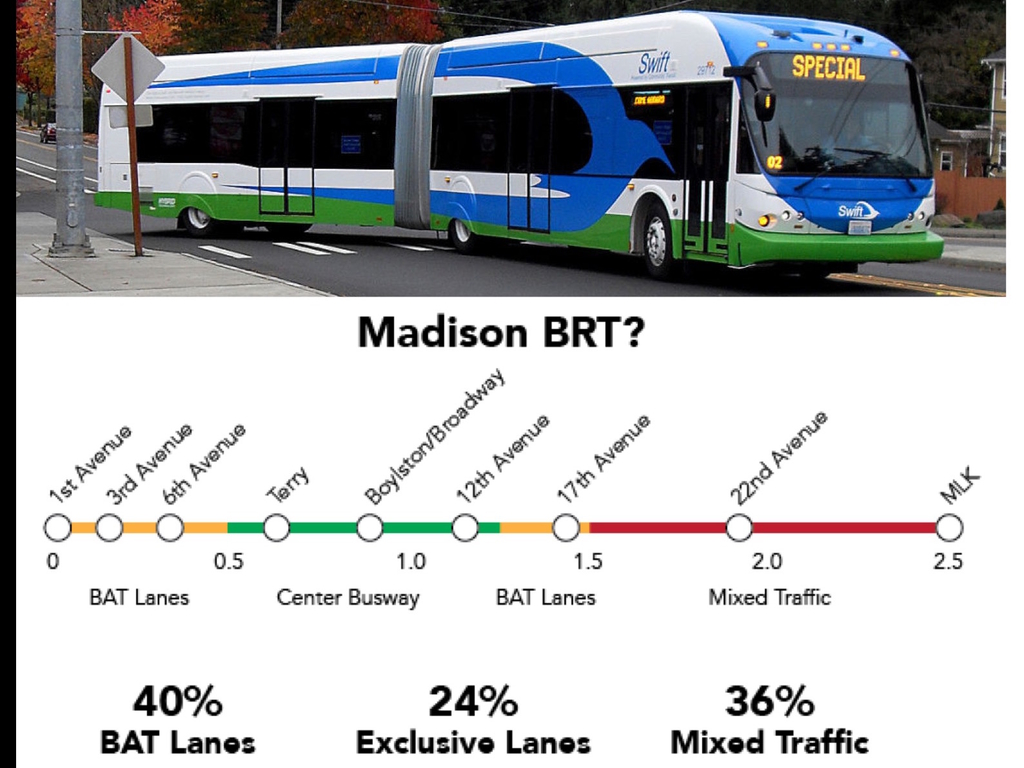 Swift
SPECIAL
02
Swift
HYBRID
Madison BRT?
1st Avenue
3rd Avenue
6th Avenue
Terry
Boylston/Broadway
12th Avenue
17th Avenue
22nd Avenue
MLK
0 0.5 1.0 1.5 2.0 2.5
BAT Lanes Center Busway BAT Lanes Mixed Traffic
40% 24% 36%
BAT Lanes Exclusive Lanes Mixed Traffic